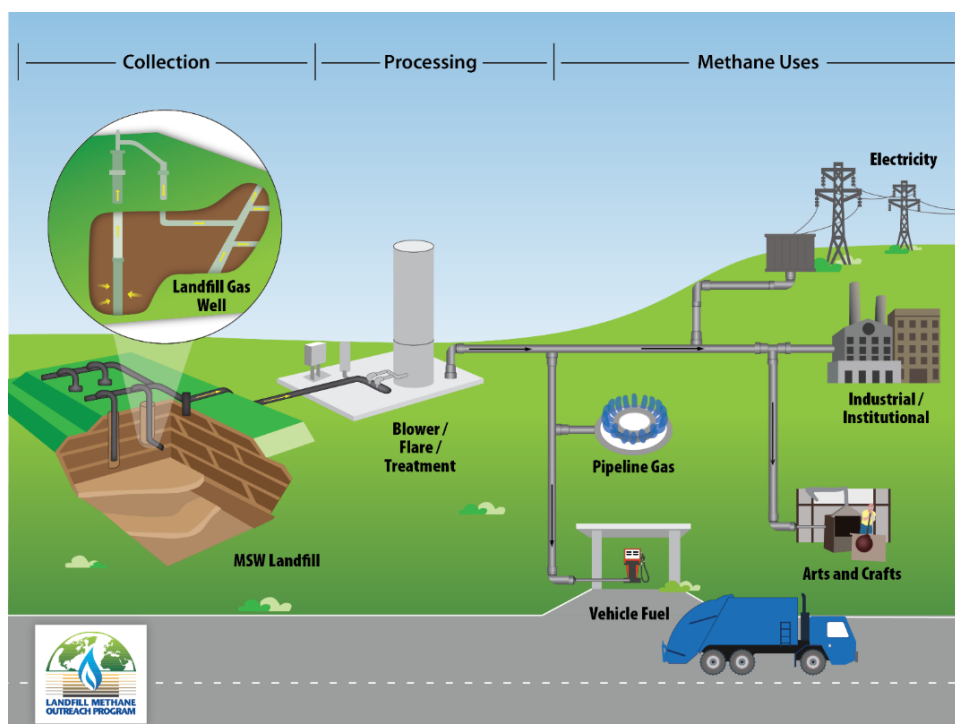 Collection
Processing
Methane Uses
Electricity
Landfill Gas
Well
Industrial /
Institutional
Blower /
Flare /
Treatment
Pipeline Gas
MSW Landfill
Arts and Crafts
Vehicle Fuel
LANDFILL METHANE
OUTREACH PROGRAM